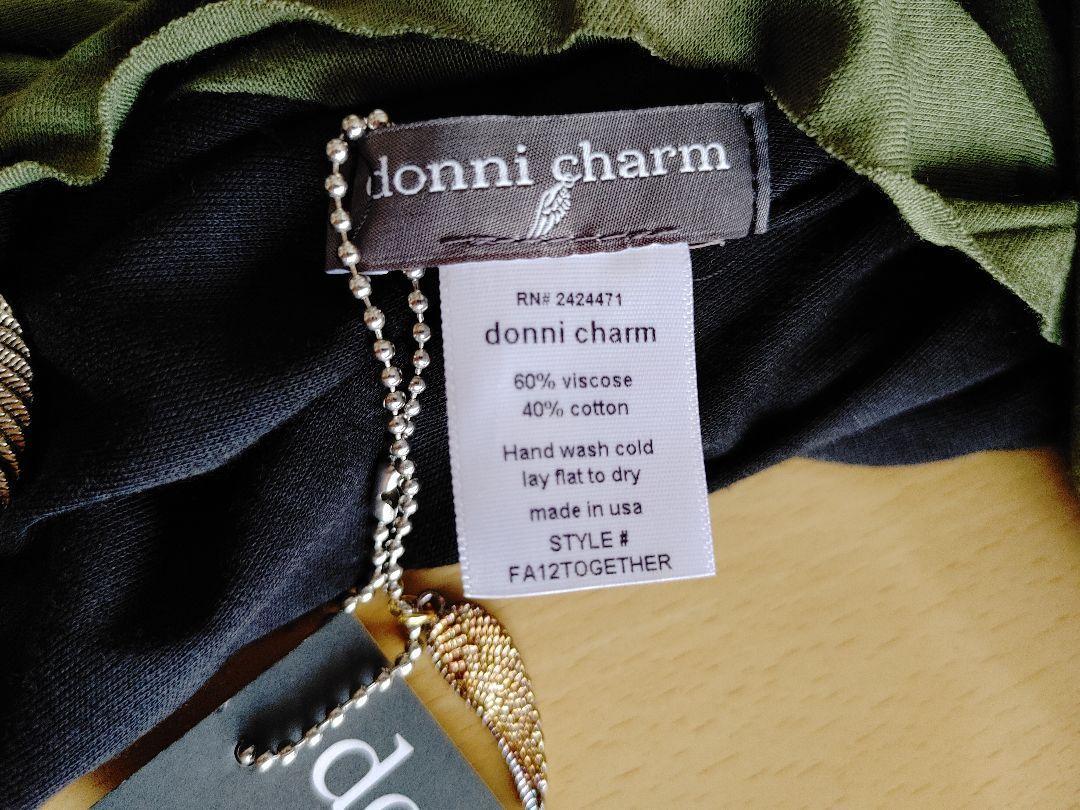 donni charm
RN# 2424471
donni charm
60% viscose
40% cotton
Hand wash cold
lay flat to dry
made in usa
STYLE #
FA12TOGETHER
do